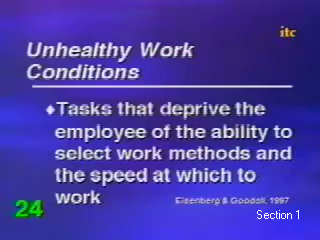 itc
Unhealthy Work
Conditions
Tasks that deprive the
employee of the ability to
select work methods and
the speed at which to
work
Eisenberg & Goodall, 1997
24
Section 1